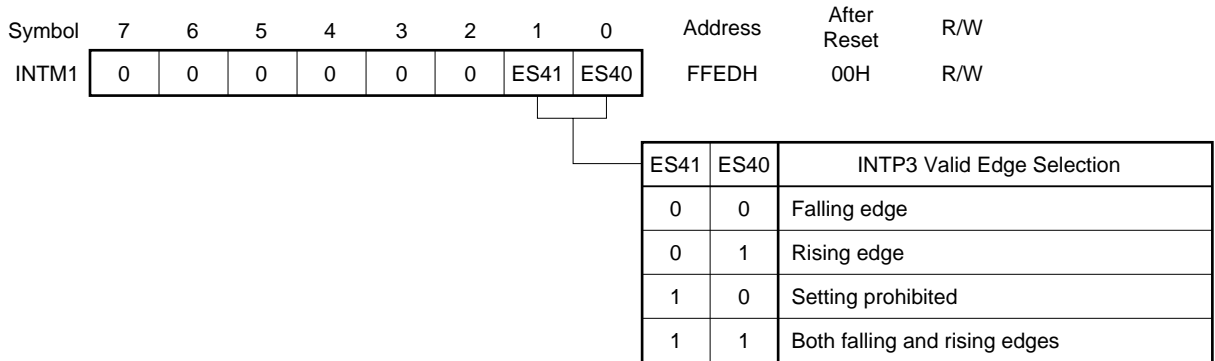 Symbol 7 6 5 4 3 2 1 0 Address After Reset R/W
INTM1 0 0 0 0 0 0 ES41 ES40 FFEDH 00H R/W
ES41 ES40 INTP3 Valid Edge Selection
0 0 Falling edge
0 1 Rising edge
1 0 Setting prohibited
1 1 Both falling and rising edges